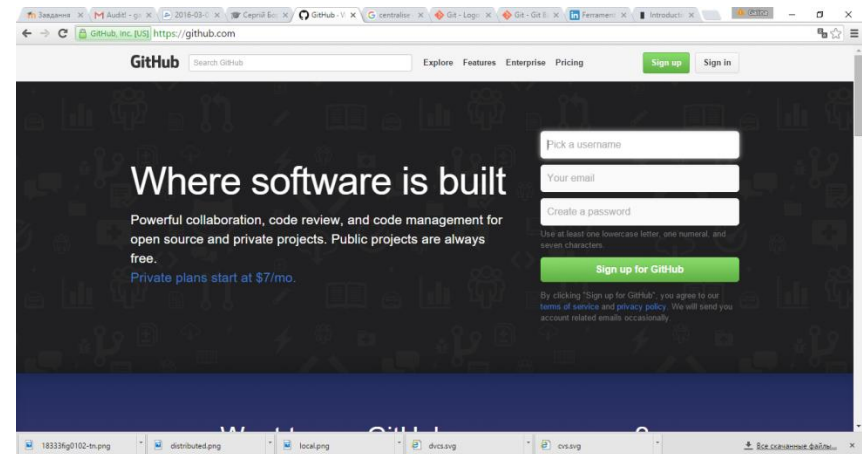 Завдання
Audit! - ga
2016-03-0
Сергій Бо
GitHub · W
centralise
Git - Logo
Git - Git B
Ferrament
Introducti
GitHub, Inc. [US] https://github.com
GitHub
Search GitHub
Explore Features Enterprise Pricing
Sign up
Sign in
Where software is built
Powerful collaboration, code review, and code management for
open source and private projects. Public projects are always
free.
Private plans start at $7/mo.
Pick a username
Your email
Create a password
Use at least one lowercase letter, one numeral, and
seven characters.
Sign up for GitHub
By clicking "Sign up for GitHub", you agree to our
terms of service and privacy policy. We will send you
account related emails occasionally.
18333fig0102-tn.png
distributed.png
local.png
dvcs.svg
cvs.svg
Все скачанные файлы...